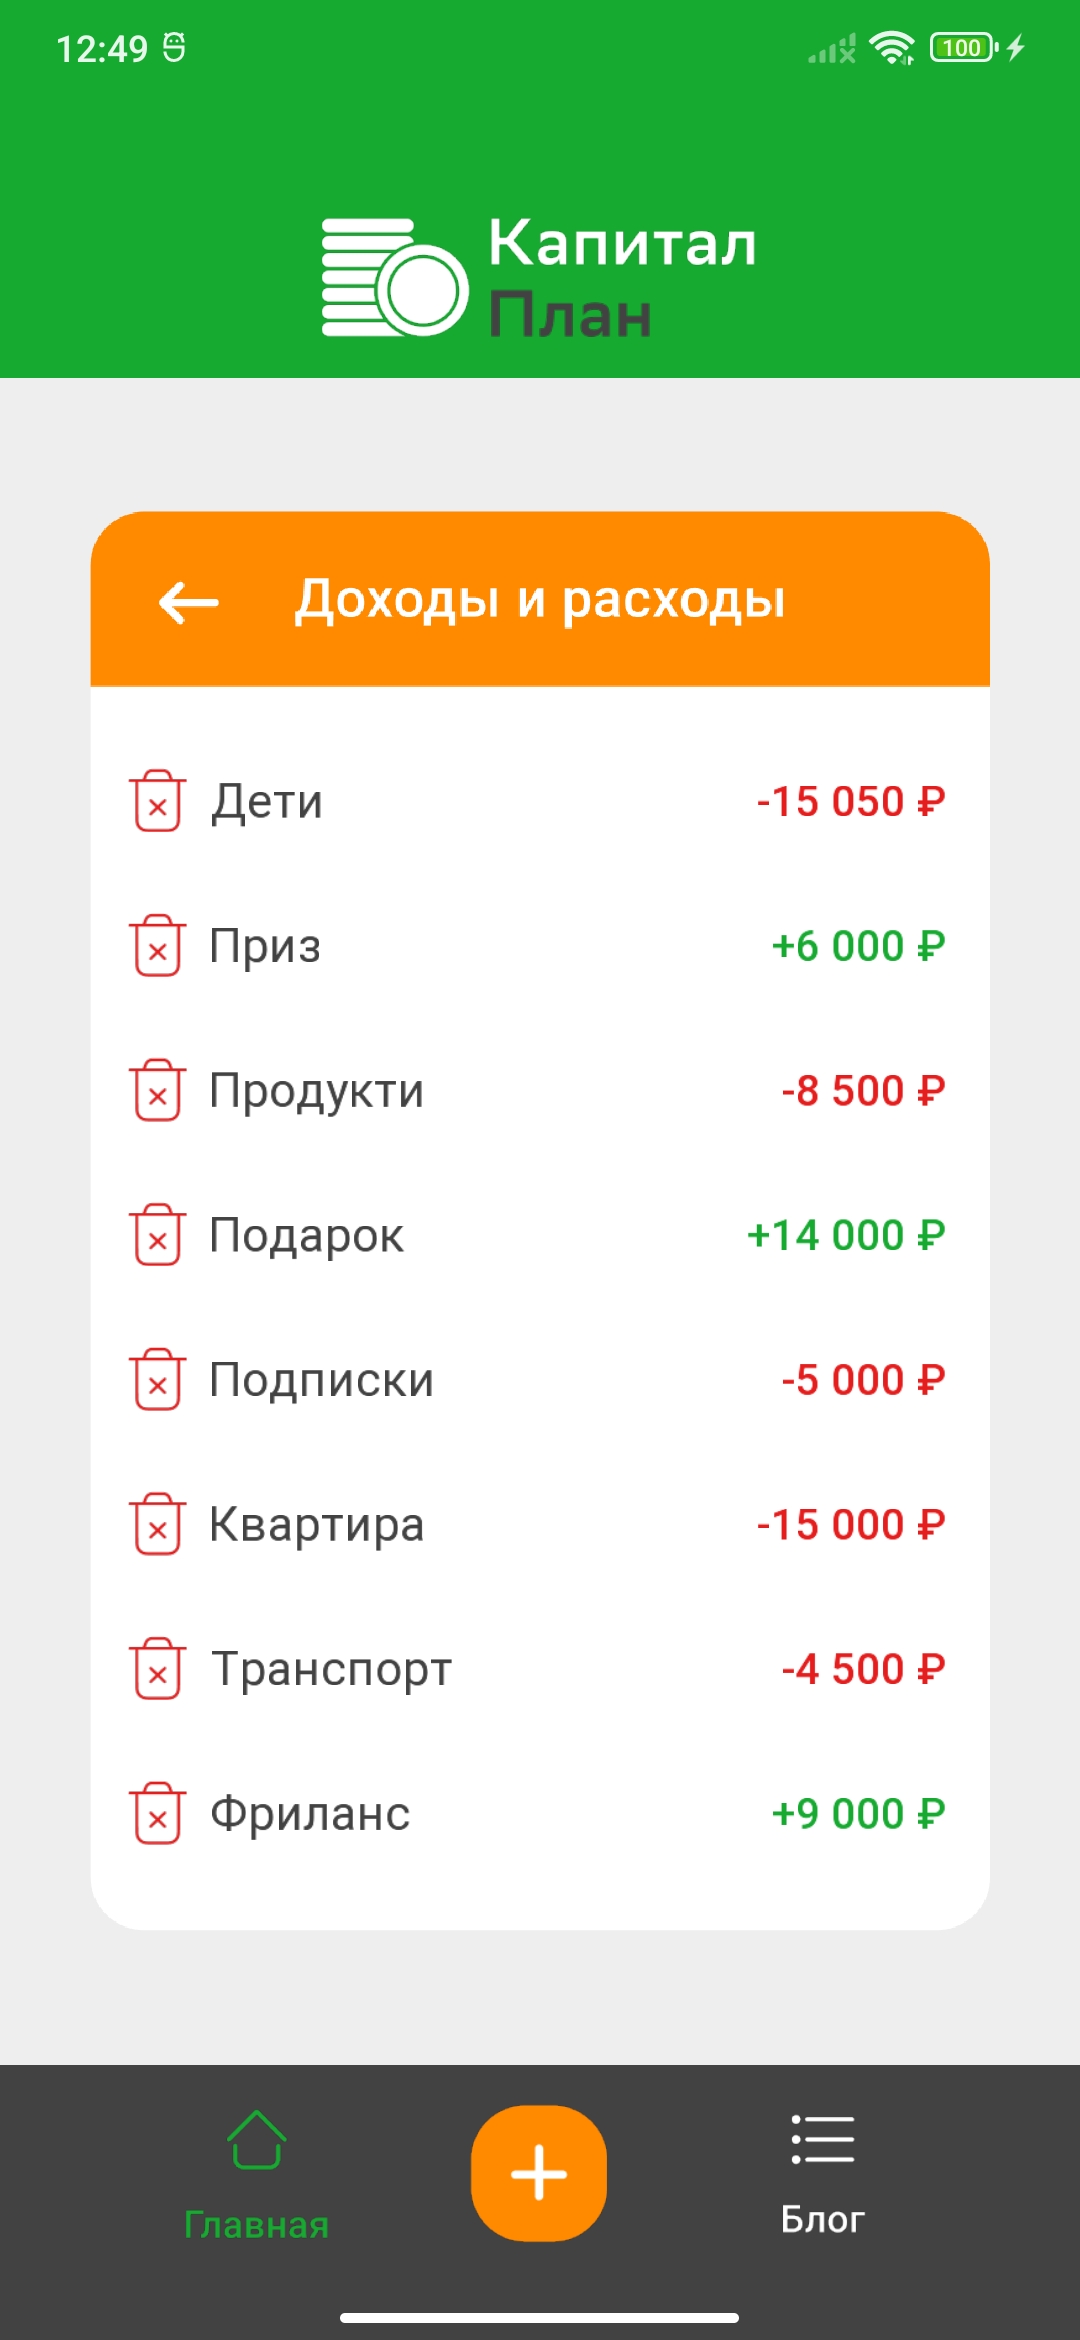 12:49
100
Капитал
План
Доходы и расходы
Дети -15 050 ₽
Приз +6 000 ₽
Продукти -8 500 ₽
Подарок +14 000 ₽
Подписки -5 000 ₽
Квартира -15 000 ₽
Транспорт -4 500 ₽
Фриланс +9 000 ₽
Главная
Блог